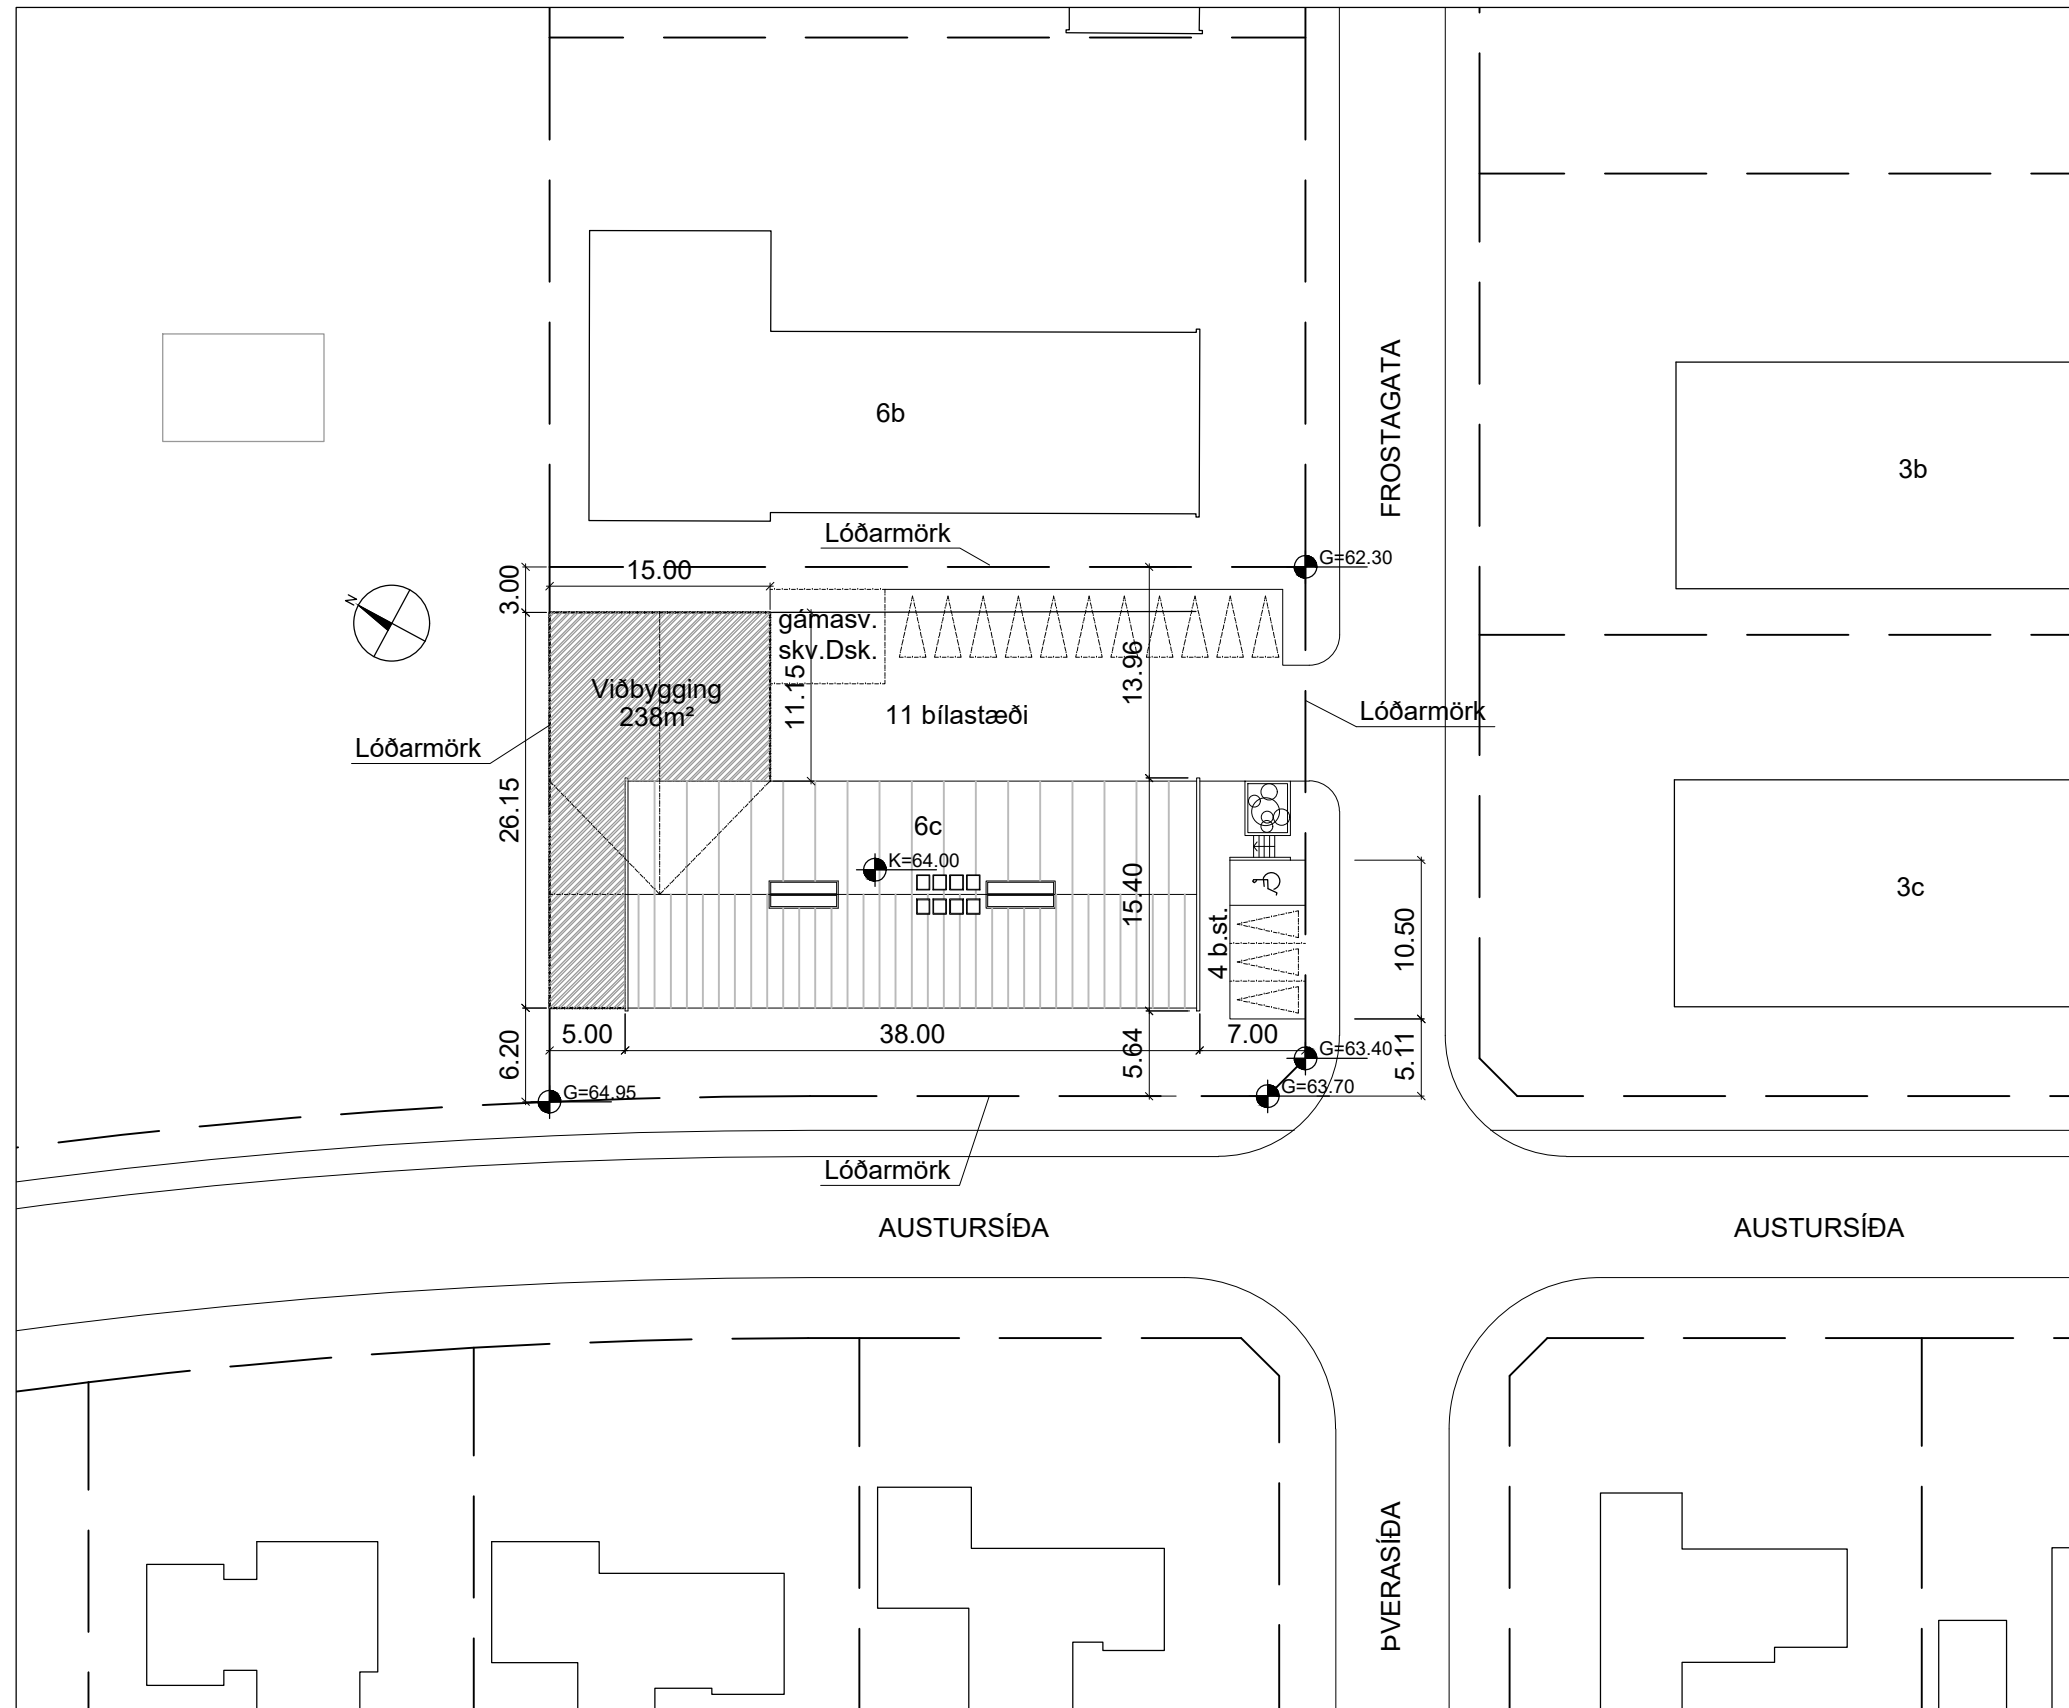 6b
FROSTAGATA
3b
Lóðarmörk
G=62.30
3.00
15.00
N
gámasv.
skv.Dsk.
13.96
11.15
Viðbygging
238m²
11 bílastæði
Lóðarmörk
Lóðarmörk
26.15
6c
K=64.00
15.40
4 b.st.
10.50
3c
6.20
5.00
38.00
5.64
7.00
G=63.40
5.11
G=64.95
G=63.70
Lóðarmörk
AUSTURSÍÐA
AUSTURSÍÐA
ÞVERASÍÐA